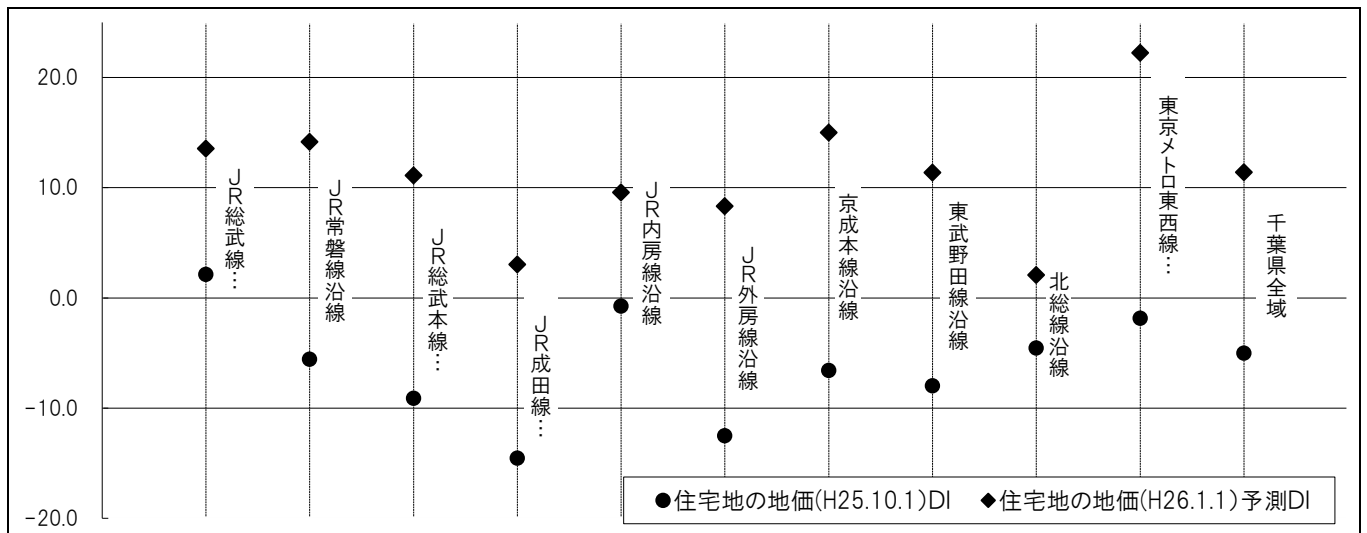 20.0
10.0
0.0
-10.0
-20.0
ＪＲ総武線…
ＪＲ常磐線沿線
ＪＲ総武本線…
ＪＲ成田線…
ＪＲ内房線沿線
ＪＲ外房線沿線
京成本線沿線
東武野田線沿線
北総線沿線
東京メトロ東西線…
千葉県全域
●住宅地の地価(H25.10.1)DI ◆住宅地の地価(H26.1.1)予測DI